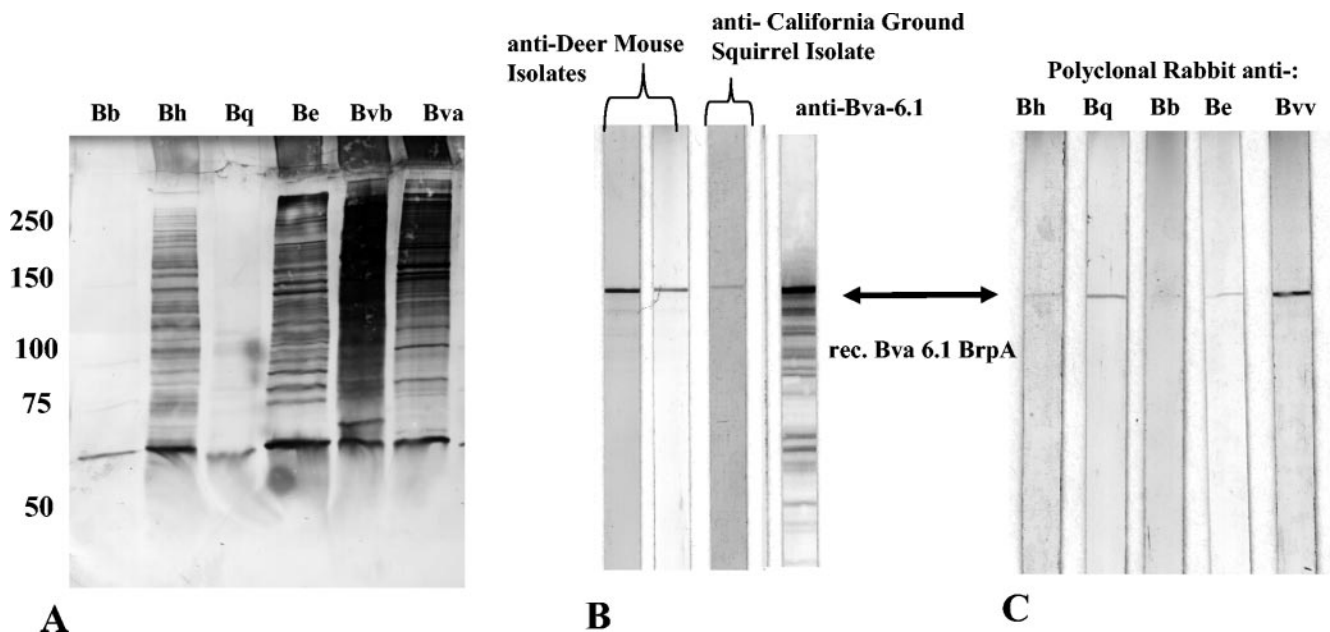 anti-Deer Mouse
Isolates
anti- California Ground
Squirrel Isolate
anti-Bva-6.1
Polyclonal Rabbit anti-:
Bb Bh Bq Be Bvb Bva
Bh Bq Bb Be Bvv
250
150
100
75
50
rec. Bva 6.1 BrpA
A
B
C